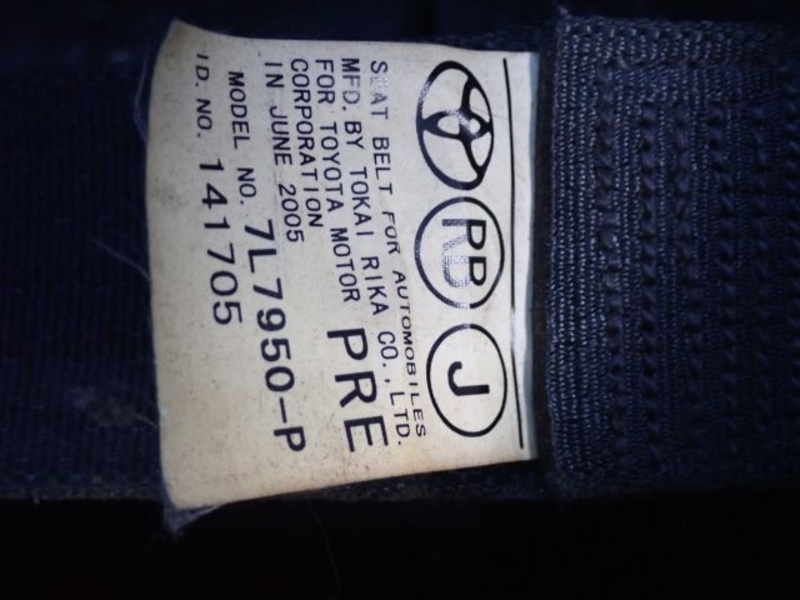 RB J
SEAT BELT FOR AUTOMOBILES
MFD. BY TOKAI RIKA CO., LTD.
FOR TOYOTA MOTOR
CORPORATION
IN JUNE 2005
PRE
MODEL NO. 7L7950-P
ID. NO. 141705